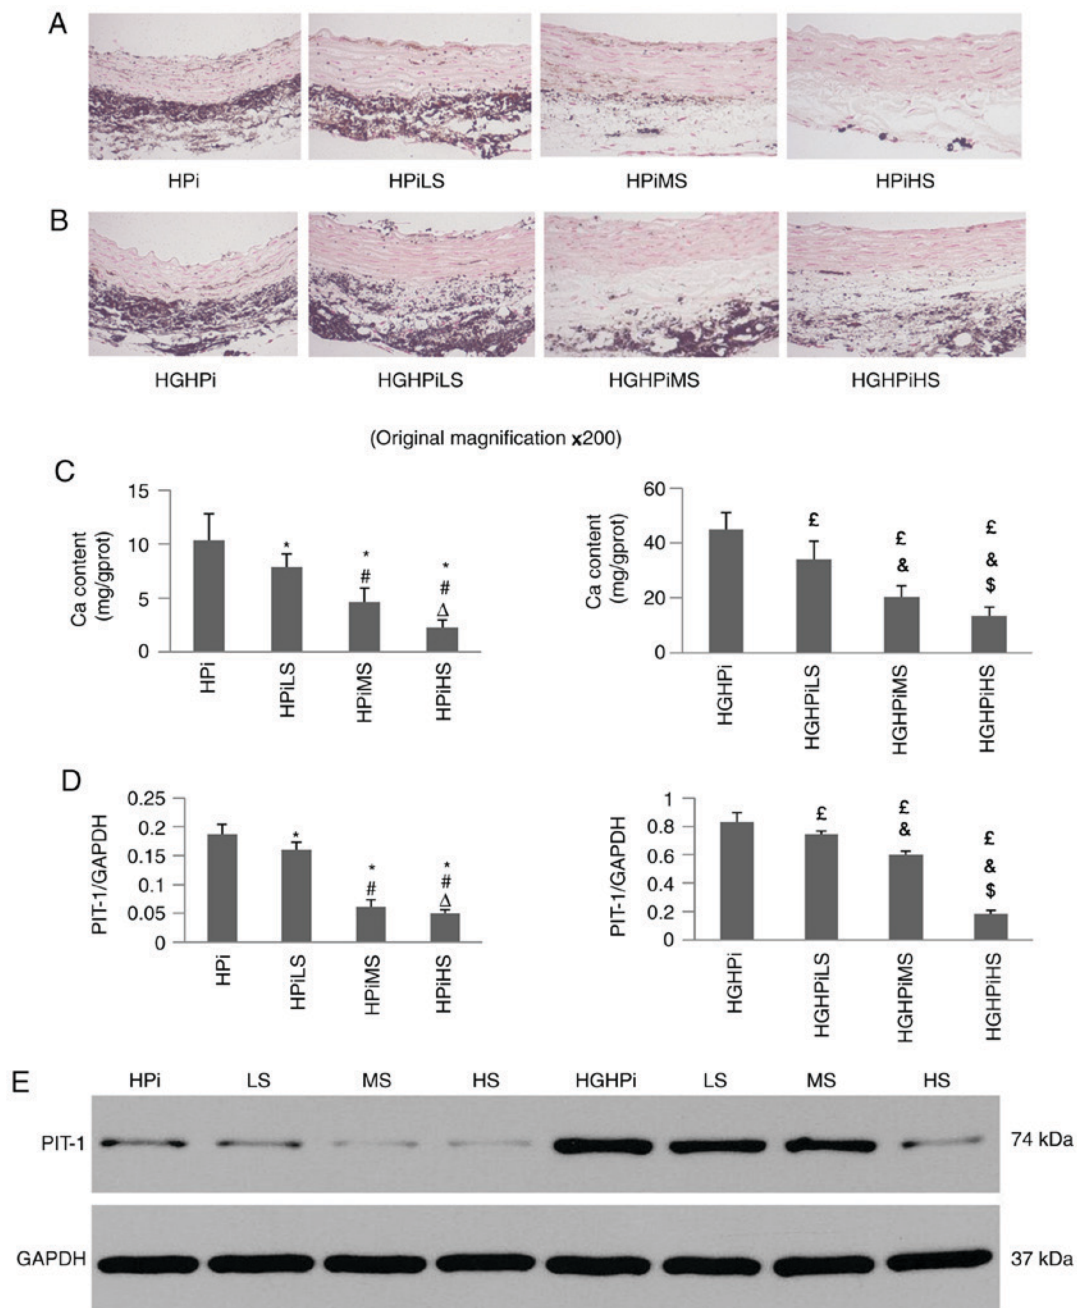 A
HPi HPiLS HPiMS HPiHS
B
HGHPi HGHPiLS HGHPiMS HGHPiHS
(Original magnification x200)
C
Ca content
(mg/gprot)
15
10
5
0
*
*
#
*
#
Δ
HPi HPiLS HPiMS HPiHS
Ca content
(mg/gprot)
60
40
20
0
£
£
&
£
&
$
HGHPi HGHPiLS HGHPiMS HGHPiHS
D
PIT-1/GAPDH
0.25
0.2
0.15
0.1
0.05
0
*
*
#
*
#
Δ
HPi HPiLS HPiMS HPiHS
PIT-1/GAPDH
1
0.8
0.6
0.4
0.2
0
£
£
&
£
&
$
HGHPi HGHPiLS HGHPiMS HGHPiHS
E
HPi LS MS HS HGHPi LS MS HS
PIT-1 74 kDa
GAPDH 37 kDa